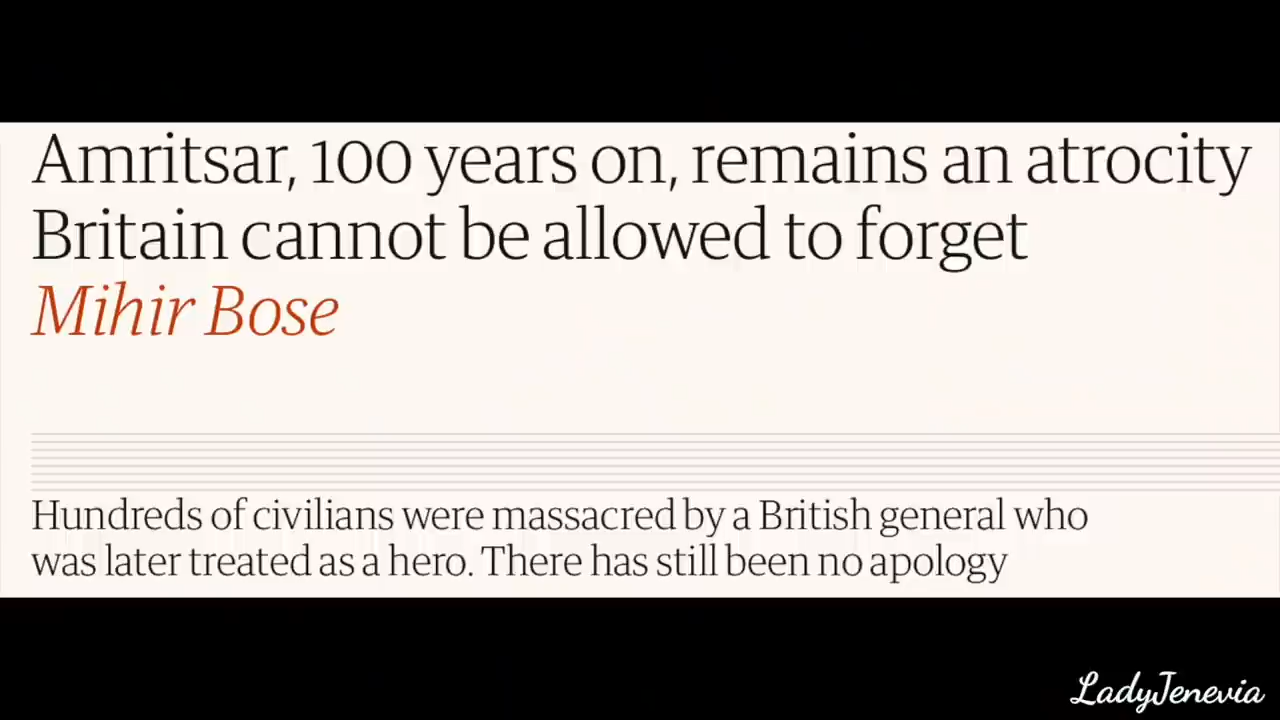 Amritsar, 100 years on, remains an atrocity
Britain cannot be allowed to forget
Mihir Bose
Hundreds of civilians were massacred by a British general who
was later treated as a hero. There has still been no apology
LadyJenevia